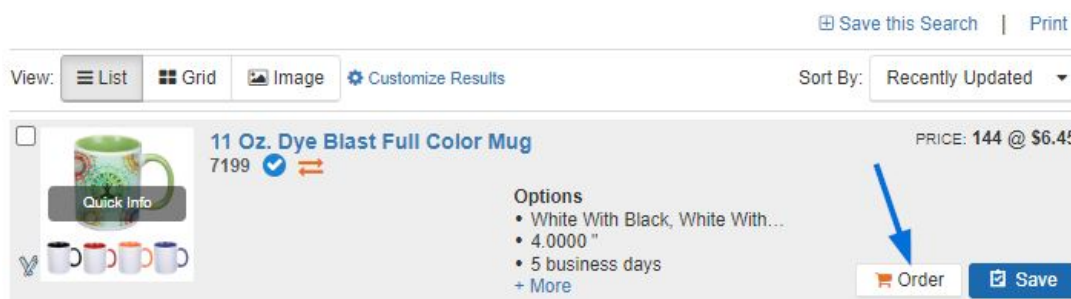 Save this Search | Print
View: List Grid Image Customize Results Sort By: Recently Updated
11 Oz. Dye Blast Full Color Mug
PRICE: 144 @ $6.45
7199
Quick Info
Options
• White With Black, White With...
• 4.0000 "
• 5 business days
+ More
Order Save